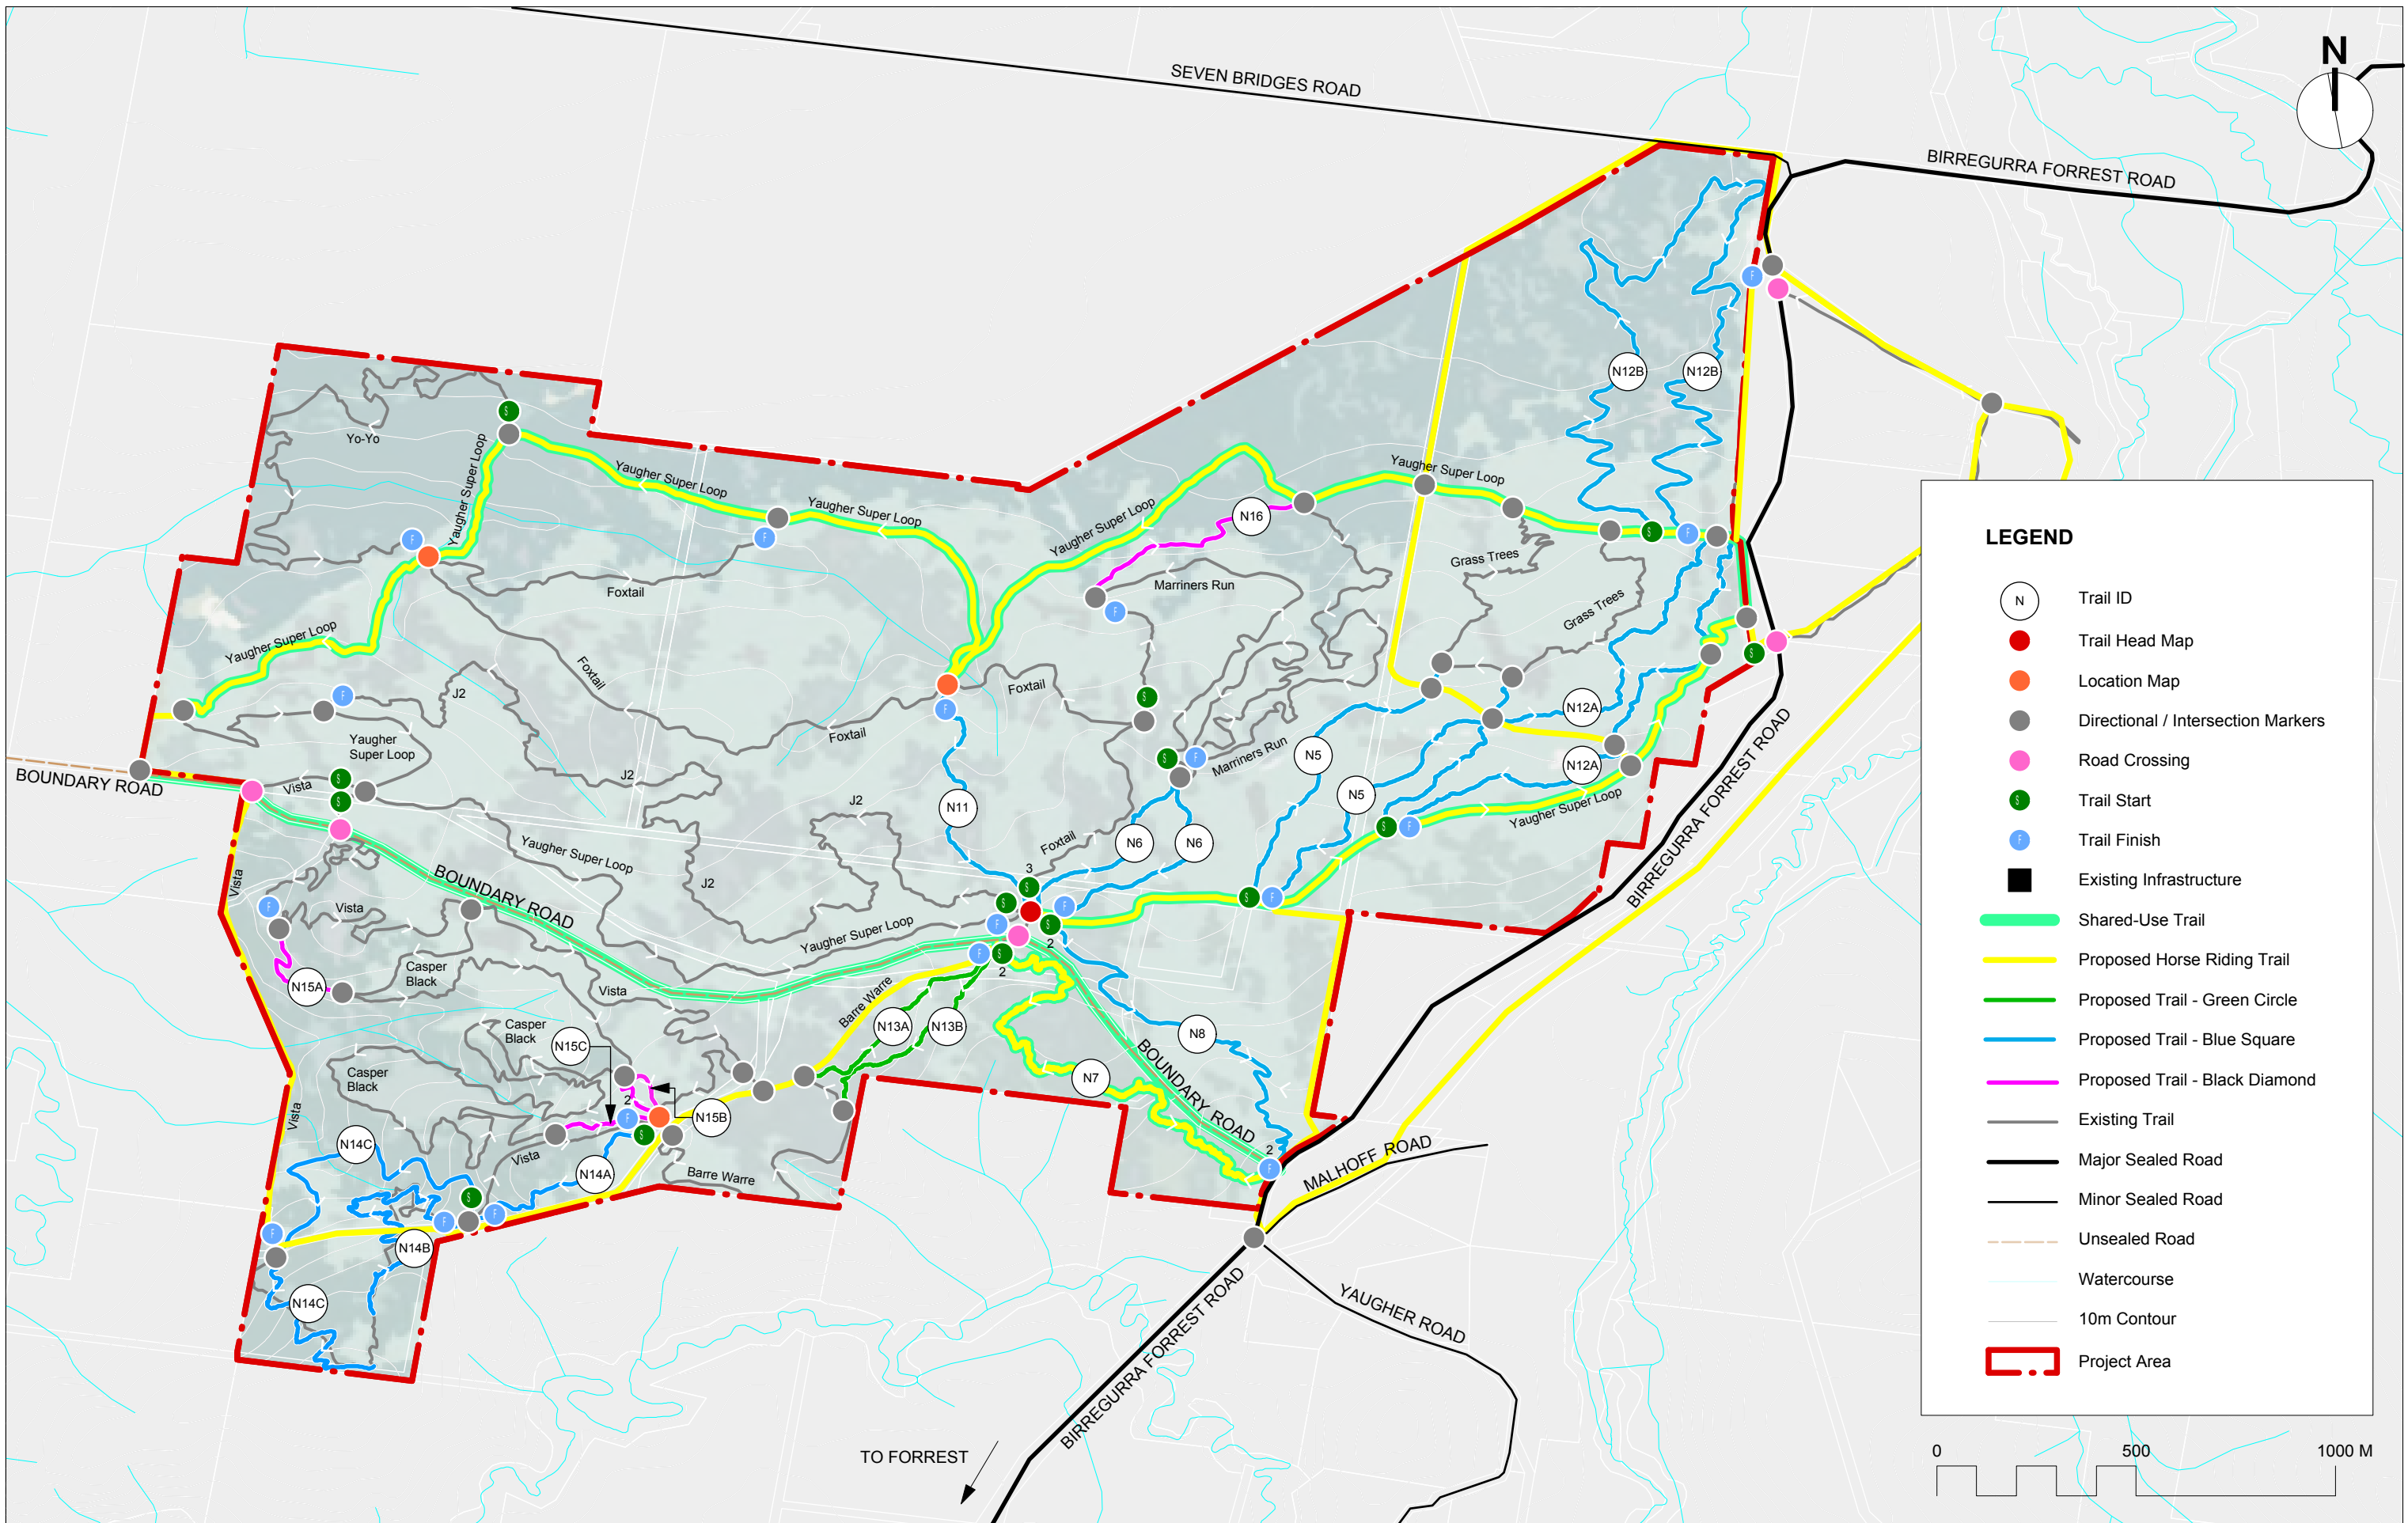 SEVEN BRIDGES ROAD
N
BIRREGURRA FORREST ROAD
F
N12B
N12B
S
Yo-Yo
Yaugher Super Loop
Yaugher Super Loop
Yaugher Super Loop
Yaugher Super Loop
Yaugher Super Loop
N16
S
F
F
F
Grass Trees
Grass Trees
Foxtail
Marriners Run
F
Yaugher Super Loop
S
Foxtail
Foxtail
Foxtail
J2
F
F
S
N12A
N5
Yaugher
Super Loop
J2
Marriners Run
S
F
N12A
BOUNDARY ROAD
Vista
S
S
J2
N11
N5
Yaugher Super Loop
BIRREGURRA FORREST ROAD
S
F
Foxtail
N6
N6
Yaugher Super Loop
BOUNDARY ROAD
Vista
J2
3
S
S
S
F
F
Vista
F
Yaugher Super Loop
F
S
2
F
S
2
Casper
Black
N15A
Vista
Barre Warre
N13A
N13B
N8
Casper
Black
N15C
BOUNDARY ROAD
N7
Casper
Black
2
F
S
N15B
Vista
N14C
Vista
N14A
Barre Warre
2
F
MALHOFF ROAD
S
F
F
F
N14B
N14C
YAUGHER ROAD
BIRREGURRA FORREST ROAD
TO FORREST
LEGEND
N Trail ID
Trail Head Map
Location Map
Directional / Intersection Markers
Road Crossing
S Trail Start
F Trail Finish
Existing Infrastructure
Shared-Use Trail
Proposed Horse Riding Trail
Proposed Trail - Green Circle
Proposed Trail - Blue Square
Proposed Trail - Black Diamond
Existing Trail
Major Sealed Road
Minor Sealed Road
Unsealed Road
Watercourse
10m Contour
Project Area
0 500 1000 M